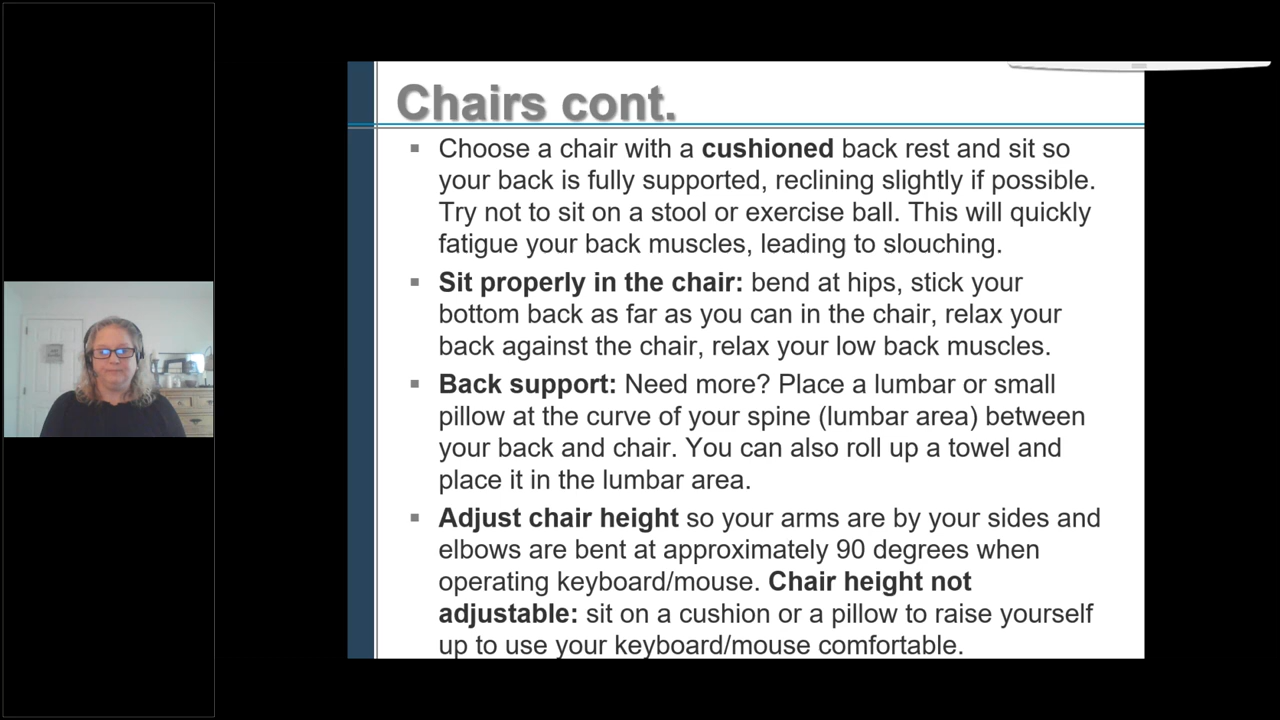 Chairs cont.
Choose a chair with a cushioned back rest and sit so
your back is fully supported, reclining slightly if possible.
Try not to sit on a stool or exercise ball. This will quickly
fatigue your back muscles, leading to slouching.
Sit properly in the chair: bend at hips, stick your
bottom back as far as you can in the chair, relax your
back against the chair, relax your low back muscles.
Back support: Need more? Place a lumbar or small
pillow at the curve of your spine (lumbar area) between
your back and chair. You can also roll up a towel and
place it in the lumbar area.
Adjust chair height so your arms are by your sides and
elbows are bent at approximately 90 degrees when
operating keyboard/mouse. Chair height not
adjustable: sit on a cushion or a pillow to raise yourself
up to use your keyboard/mouse comfortable.